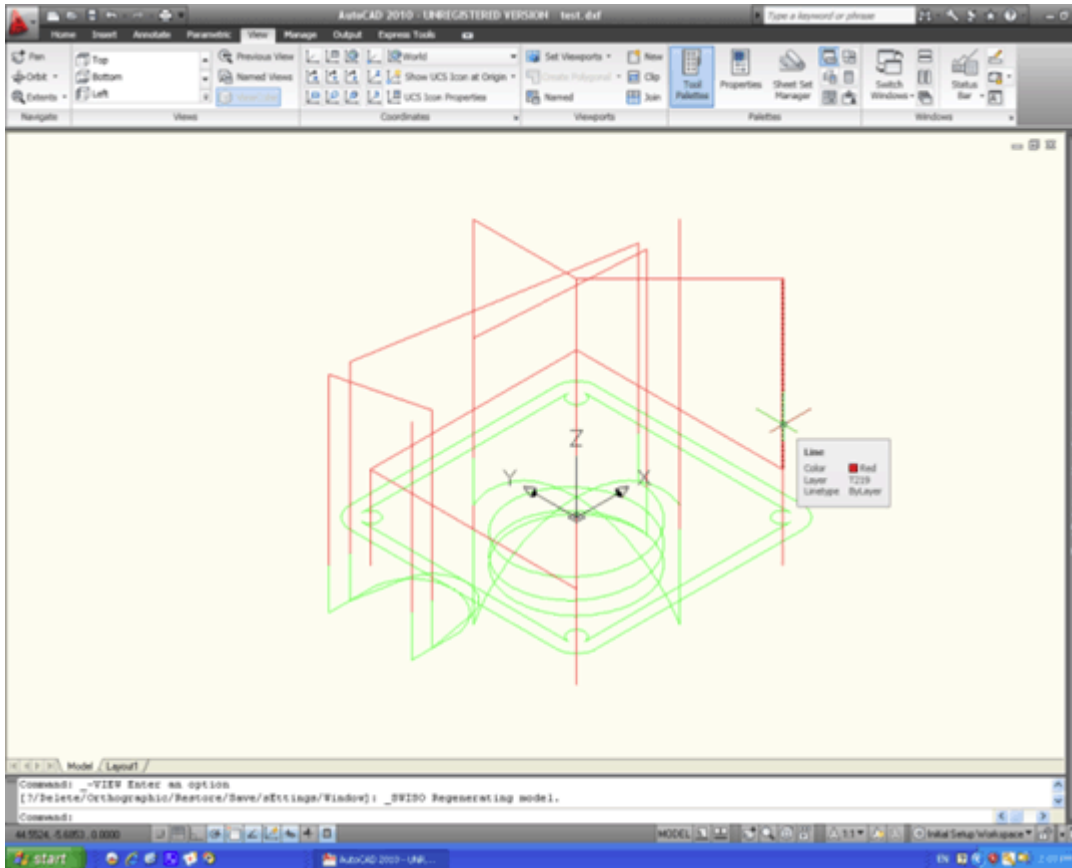 AutoCAD 2010 - UNREGISTERED VERSION - test.dxf
Type a keyword or phrase
Home Insert Annotate Parametric View Manage Output Express Tools
Pan
Orbit
Extents
Navigate
Top
Bottom
Left
Previous View
Named Views
Views
World
Show UCS Icon at Origin
UCS Icon Properties
Coordinates
Set Viewports
Create Polygonal
Named
New
Clip
Join
Viewports
Tool
Palettes
Properties
Sheet Set
Manager
Palettes
Switch
Windows
Status
Bar
Windows
Z
Y
X
Line
Color Red
Layer T219
Linetype ByLayer
Model Layout1
Command: _-VIEW Enter an option
[?/Delete/Orthographic/Restore/Save/sEttings/Window]: _SWISO Regenerating model.
Command:
MODEL
1:1
Initial Setup Workspace
start
EN